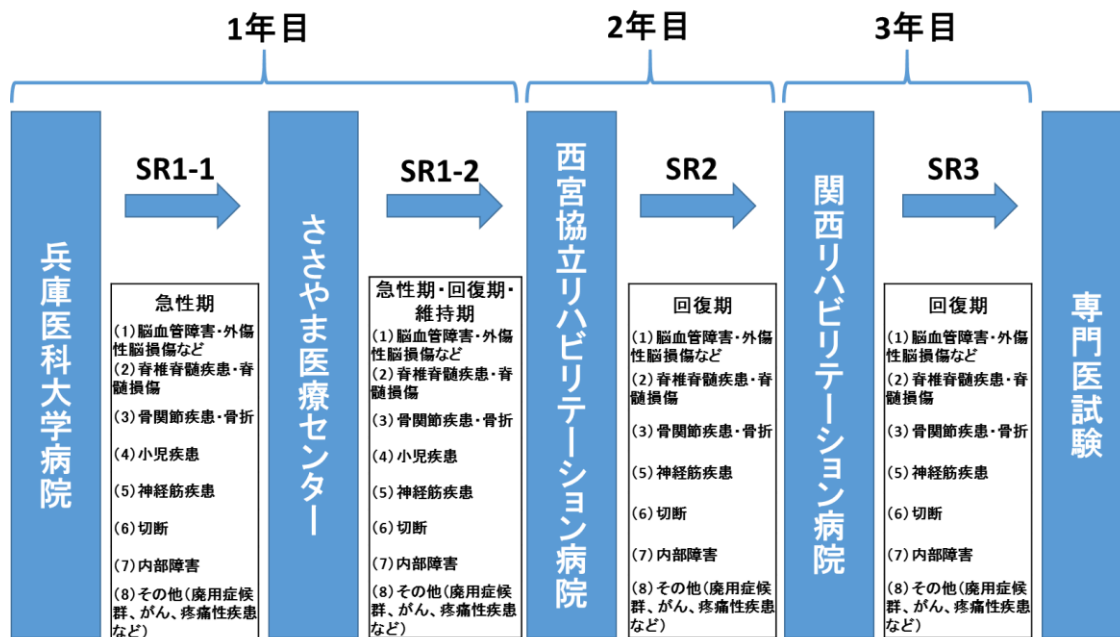 1年目
2年目
3年目
兵庫医科大学病院
SR1-1
急性期
(1)脳血管障害・外傷
性脳損傷など
(2)脊椎脊髄疾患・脊
髄損傷
(3)骨関節疾患・骨折
(4)小児疾患
(5)神経筋疾患
(6)切断
(7)内部障害
(8)その他(廃用症候
群、がん、疼痛性疾患
など)
ささやま医療センター
SR1-2
急性期・回復期・
維持期
(1)脳血管障害・外傷
性脳損傷など
(2)脊椎脊髄疾患・脊
髄損傷
(3)骨関節疾患・骨折
(4)小児疾患
(5)神経筋疾患
(6)切断
(7)内部障害
(8)その他(廃用症候
群、がん、疼痛性疾患
など)
西宮協立リハビリテーション病院
SR2
回復期
(1)脳血管障害・外傷
性脳損傷など
(2)脊椎脊髄疾患・脊
髄損傷
(3)骨関節疾患・骨折
(5)神経筋疾患
(6)切断
(7)内部障害
(8)その他(廃用症候
群、がん、疼痛性疾患
など)
関西リハビリテーション病院
SR3
回復期
(1)脳血管障害・外傷
性脳損傷など
(2)脊椎脊髄疾患・脊
髄損傷
(3)骨関節疾患・骨折
(5)神経筋疾患
(6)切断
(7)内部障害
(8)その他(廃用症候
群、がん、疼痛性疾患
など)
専門医試験